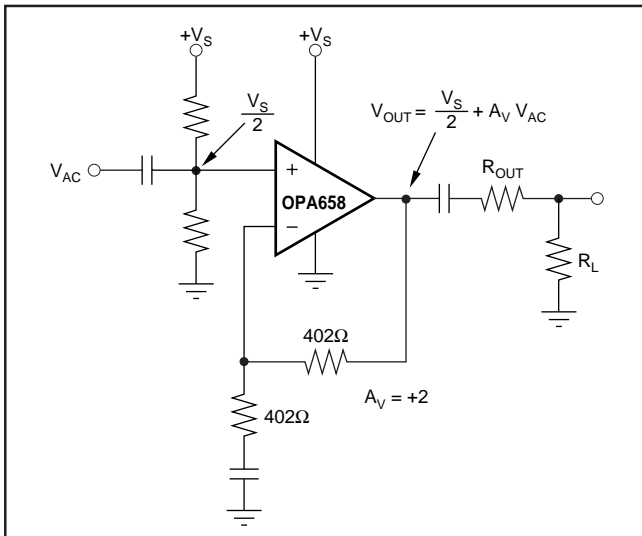 +V_S
+V_S
V_S/2
V_OUT = V_S/2 + A_V V_AC
V_AC
+
OPA658
−
R_OUT
R_L
402Ω
A_V = +2
402Ω